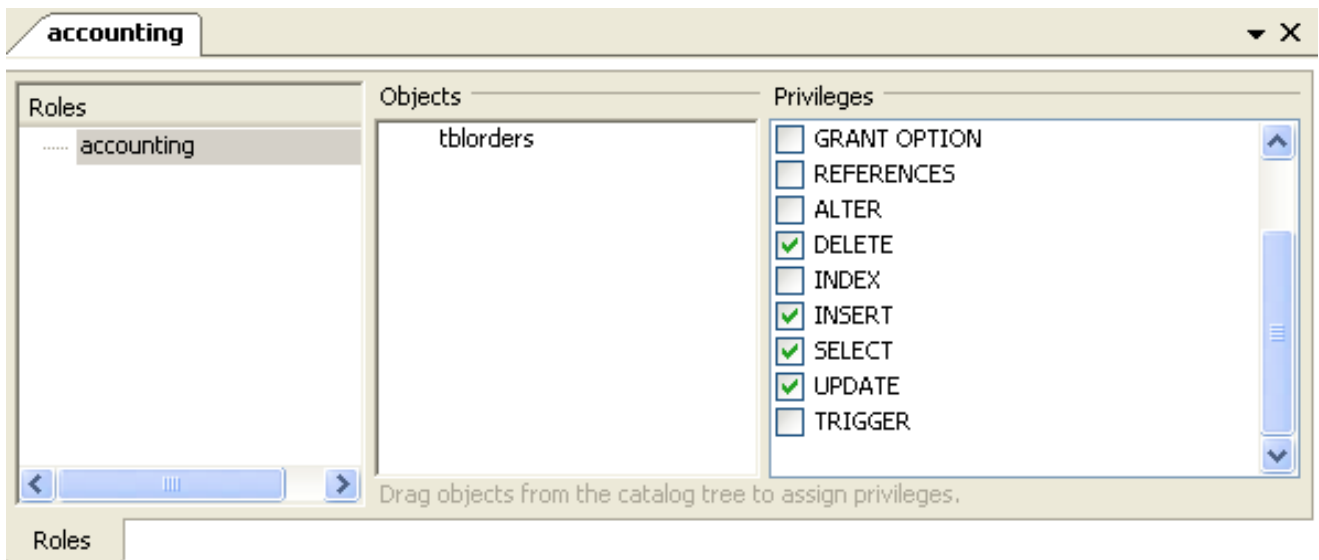 accounting
Roles
accounting
Objects
tblorders
Privileges
GRANT OPTION
REFERENCES
ALTER
DELETE
INDEX
INSERT
SELECT
UPDATE
TRIGGER
Drag objects from the catalog tree to assign privileges.
Roles